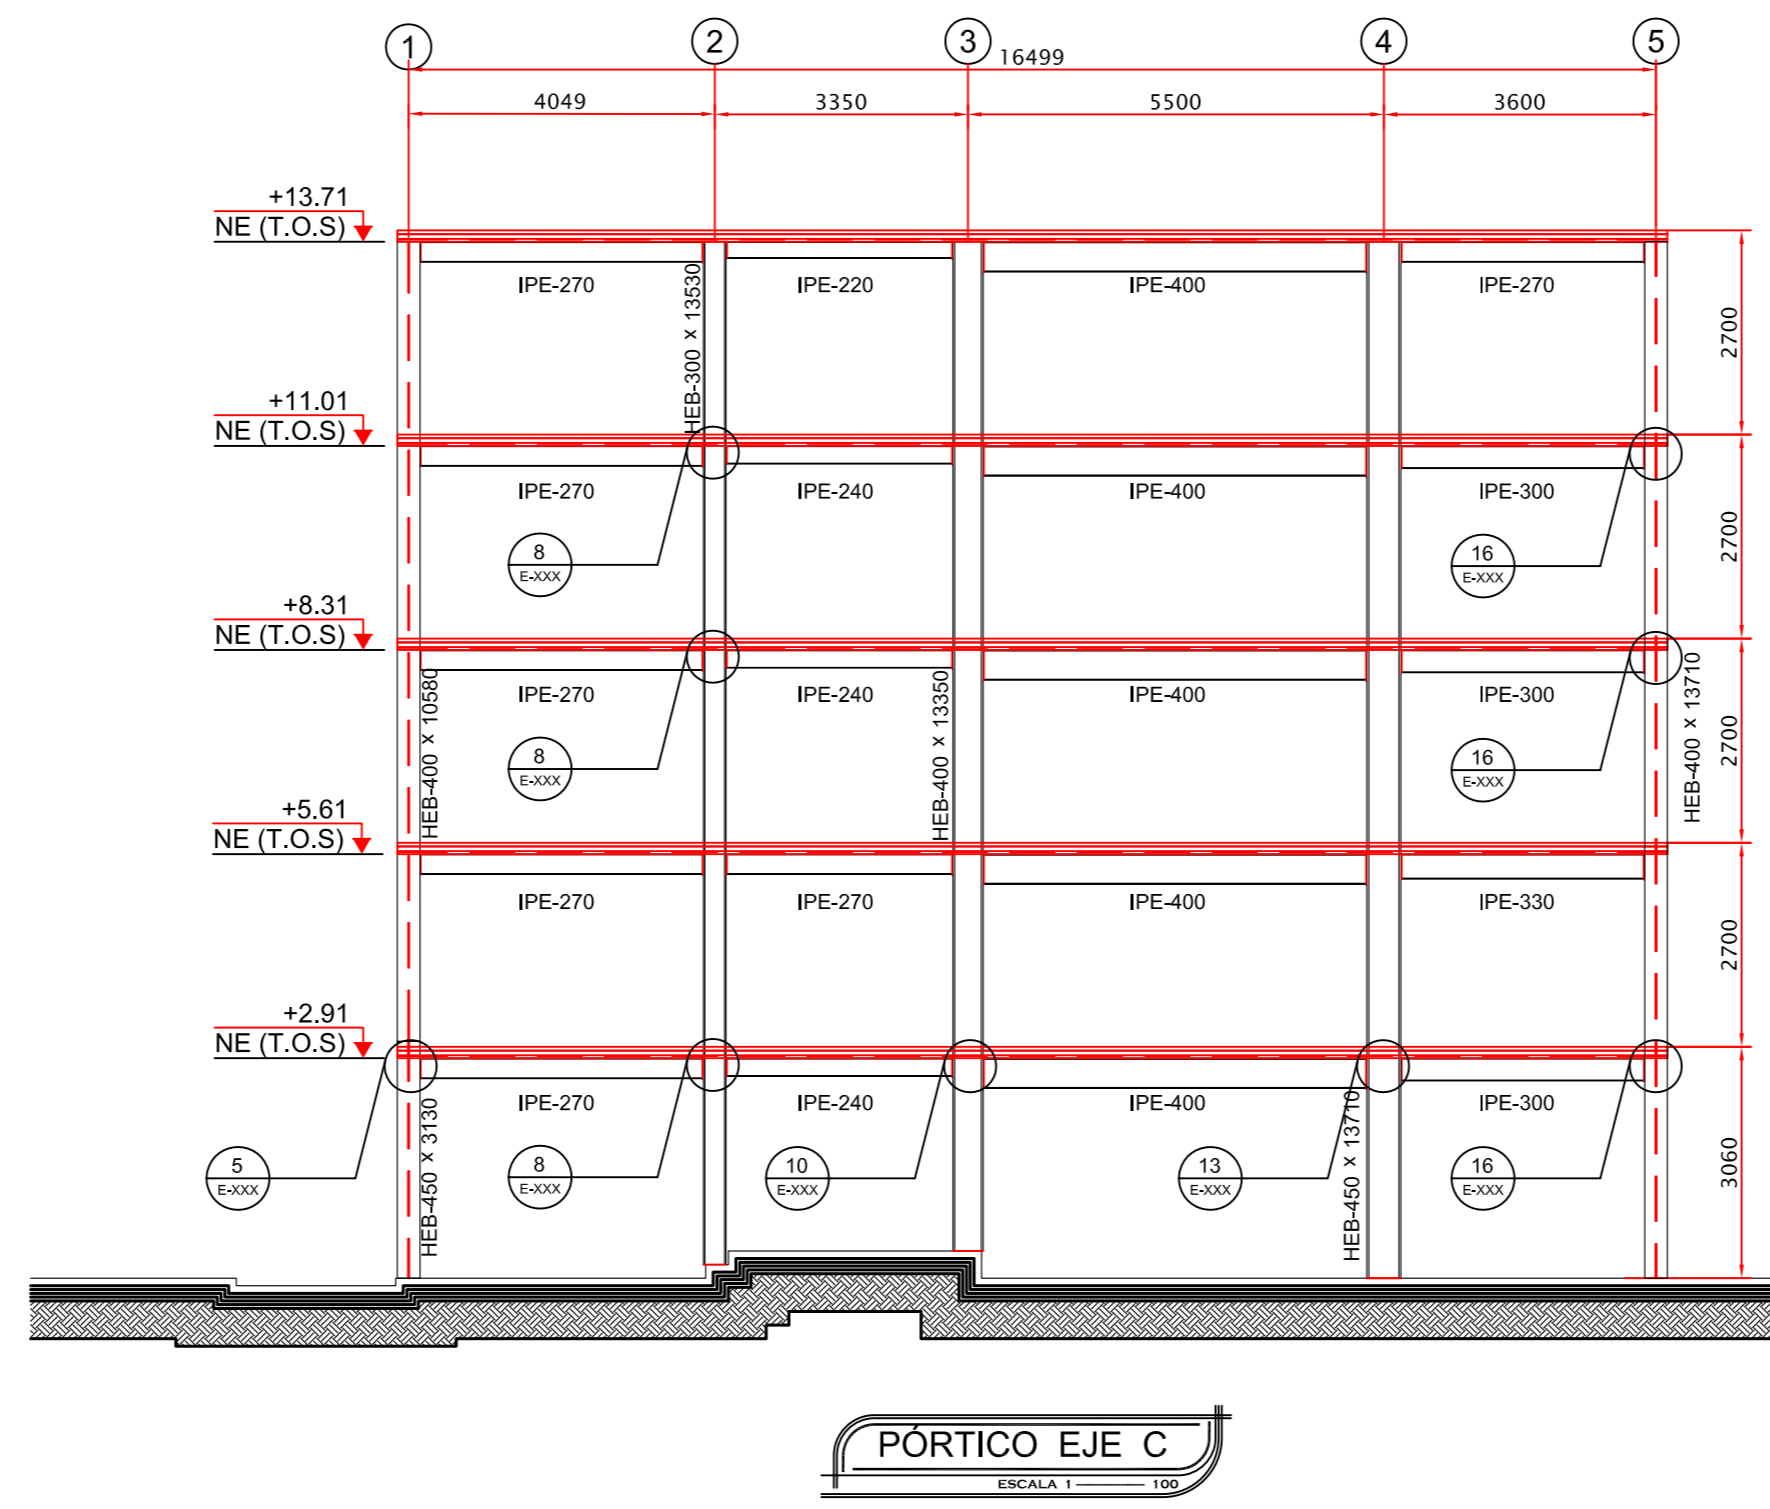 1 2 3 4 5
16499
4049 3350 5500 3600
+13.71
NE (T.O.S)
IPE-270 IPE-220 IPE-400 IPE-270
HEB-300 x 13530
2700
+11.01
NE (T.O.S)
IPE-270 IPE-240 IPE-400 IPE-300
8
E-XXX
16
E-XXX
2700
+8.31
NE (T.O.S)
IPE-270 IPE-240 IPE-400 IPE-300
HEB-400 x 10580
HEB-400 x 13350
HEB-400 x 13710
8
E-XXX
16
E-XXX
2700
+5.61
NE (T.O.S)
IPE-270 IPE-270 IPE-400 IPE-330
2700
+2.91
NE (T.O.S)
IPE-270 IPE-240 IPE-400 IPE-300
HEB-450 x 3130
HEB-450 x 13710
5
E-XXX
8
E-XXX
10
E-XXX
13
E-XXX
16
E-XXX
3060
PÓRTICO EJE C
ESCALA 1 100